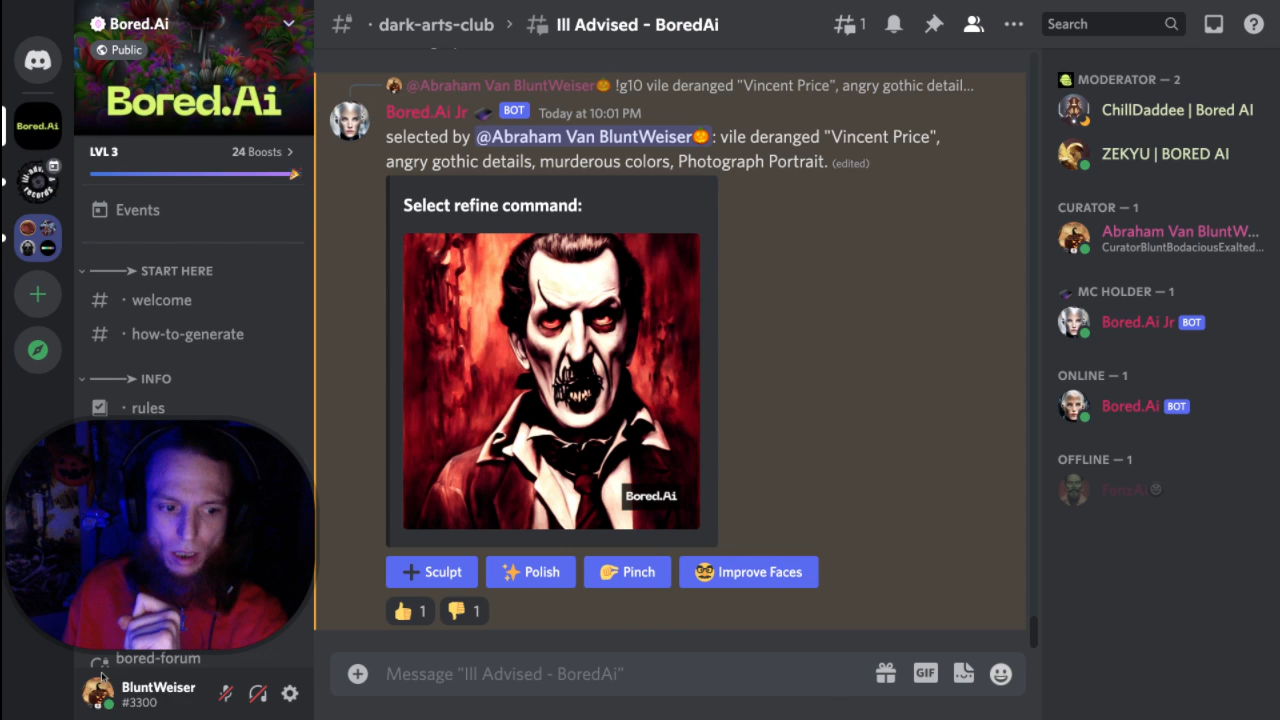 Bored.Ai
Public
Bored.Ai
Bored.Ai
LVL 3
24 Boosts
Events
START HERE
# · welcome
# · how-to-generate
INFO
· rules
bored-forum
BluntWeiser
#3300
· dark-arts-club > Ill Advised - BoredAi
1
Search
@Abraham Van BluntWeiser🎃 !g10 vile deranged "Vincent Price", angry gothic detail...
Bored.Ai Jr BOT Today at 10:01 PM
selected by @Abraham Van BluntWeiser🎃: vile deranged "Vincent Price",
angry gothic details, murderous colors, Photograph Portrait. (edited)
Select refine command:
Bored.Ai
Sculpt
Polish
Pinch
Improve Faces
👍 1
👎 1
Message "Ill Advised - BoredAi"
GIF
MODERATOR — 2
ChillDaddee | Bored AI
ZEKYU | BORED AI
CURATOR — 1
Abraham Van BluntW...
CuratorBluntBodaciousExalted...
MC HOLDER — 1
Bored.Ai Jr BOT
ONLINE — 1
Bored.Ai BOT
OFFLINE — 1